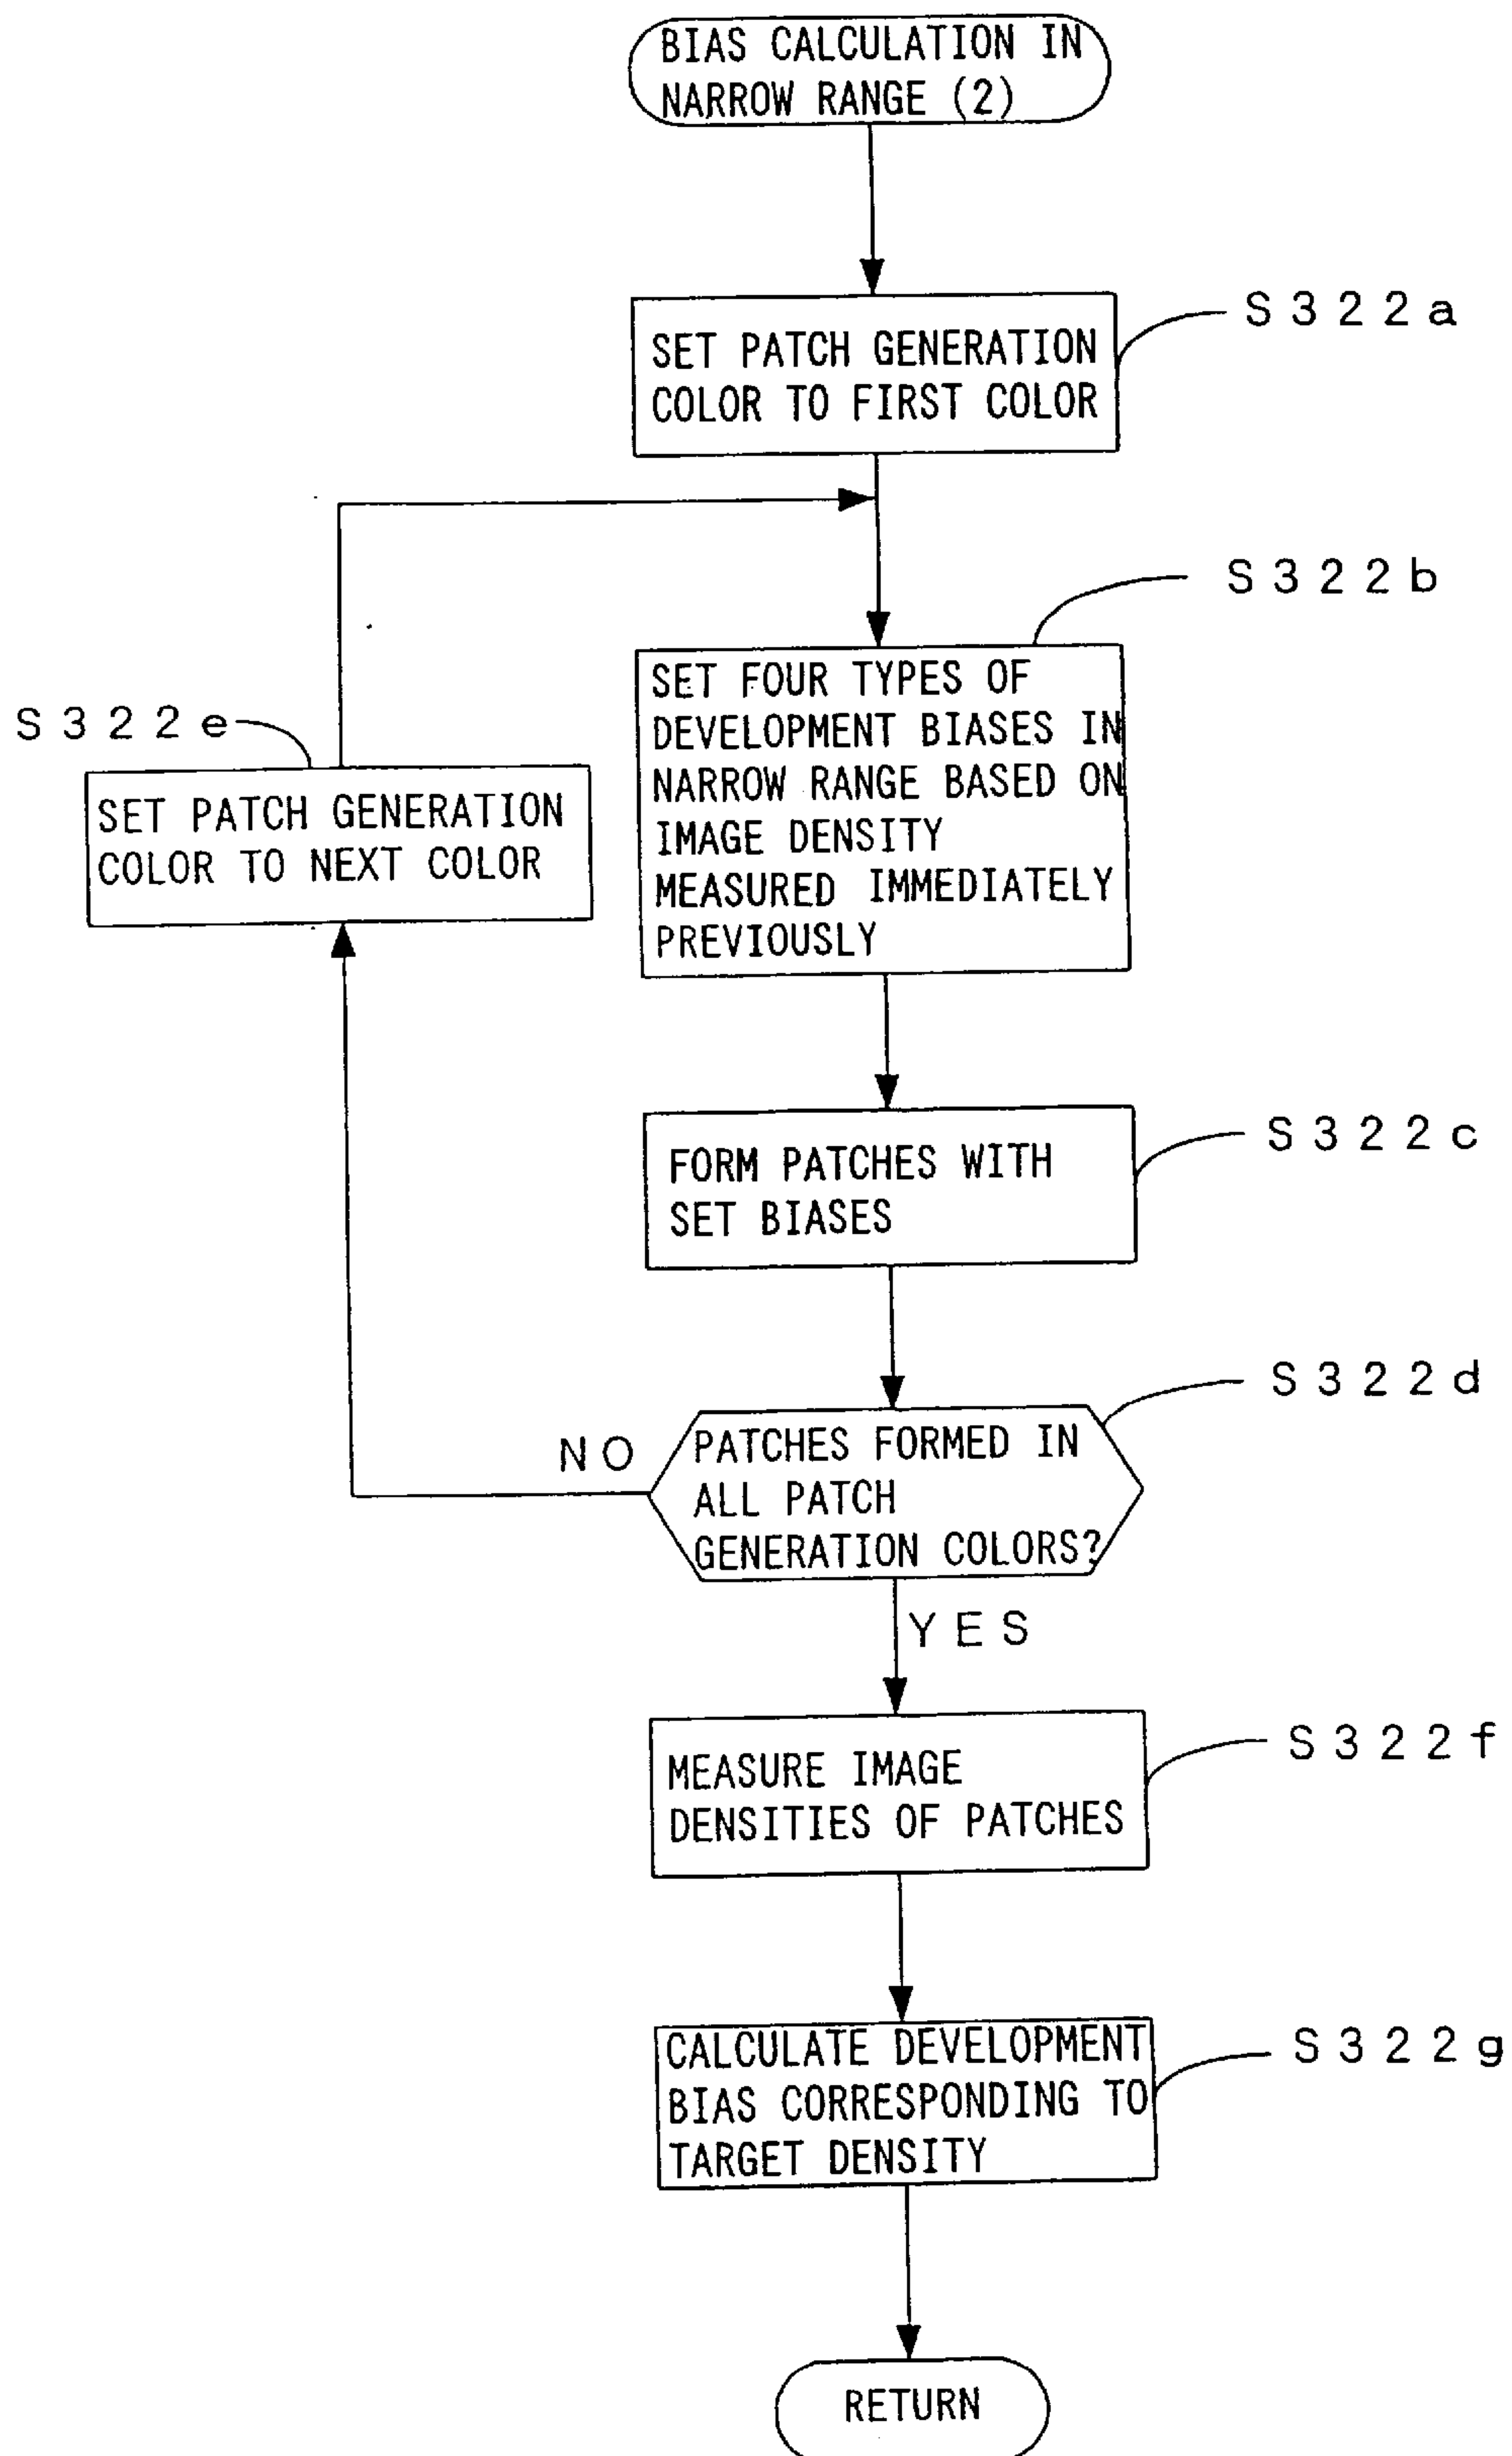 BIAS CALCULATION IN
NARROW RANGE (2)
S322a
SET PATCH GENERATION
COLOR TO FIRST COLOR
S322b
SET FOUR TYPES OF
DEVELOPMENT BIASES IN
NARROW RANGE BASED ON
IMAGE DENSITY
MEASURED IMMEDIATELY
PREVIOUSLY
S322e
SET PATCH GENERATION
COLOR TO NEXT COLOR
S322c
FORM PATCHES WITH
SET BIASES
S322d
PATCHES FORMED IN
ALL PATCH
GENERATION COLORS?
NO
YES
S322f
MEASURE IMAGE
DENSITIES OF PATCHES
S322g
CALCULATE DEVELOPMENT
BIAS CORRESPONDING TO
TARGET DENSITY
RETURN